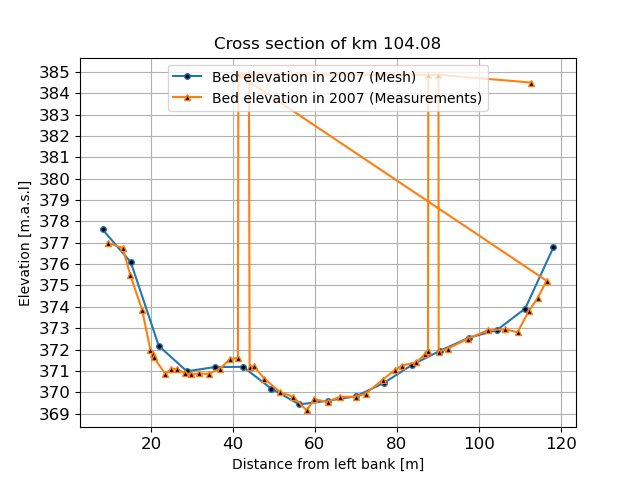 Cross section of km 104.08
Bed elevation in 2007 (Mesh)
Bed elevation in 2007 (Measurements)
Elevation [m.a.s.l]
385
384
383
382
381
380
379
378
377
376
375
374
373
372
371
370
369
20 40 60 80 100 120
Distance from left bank [m]